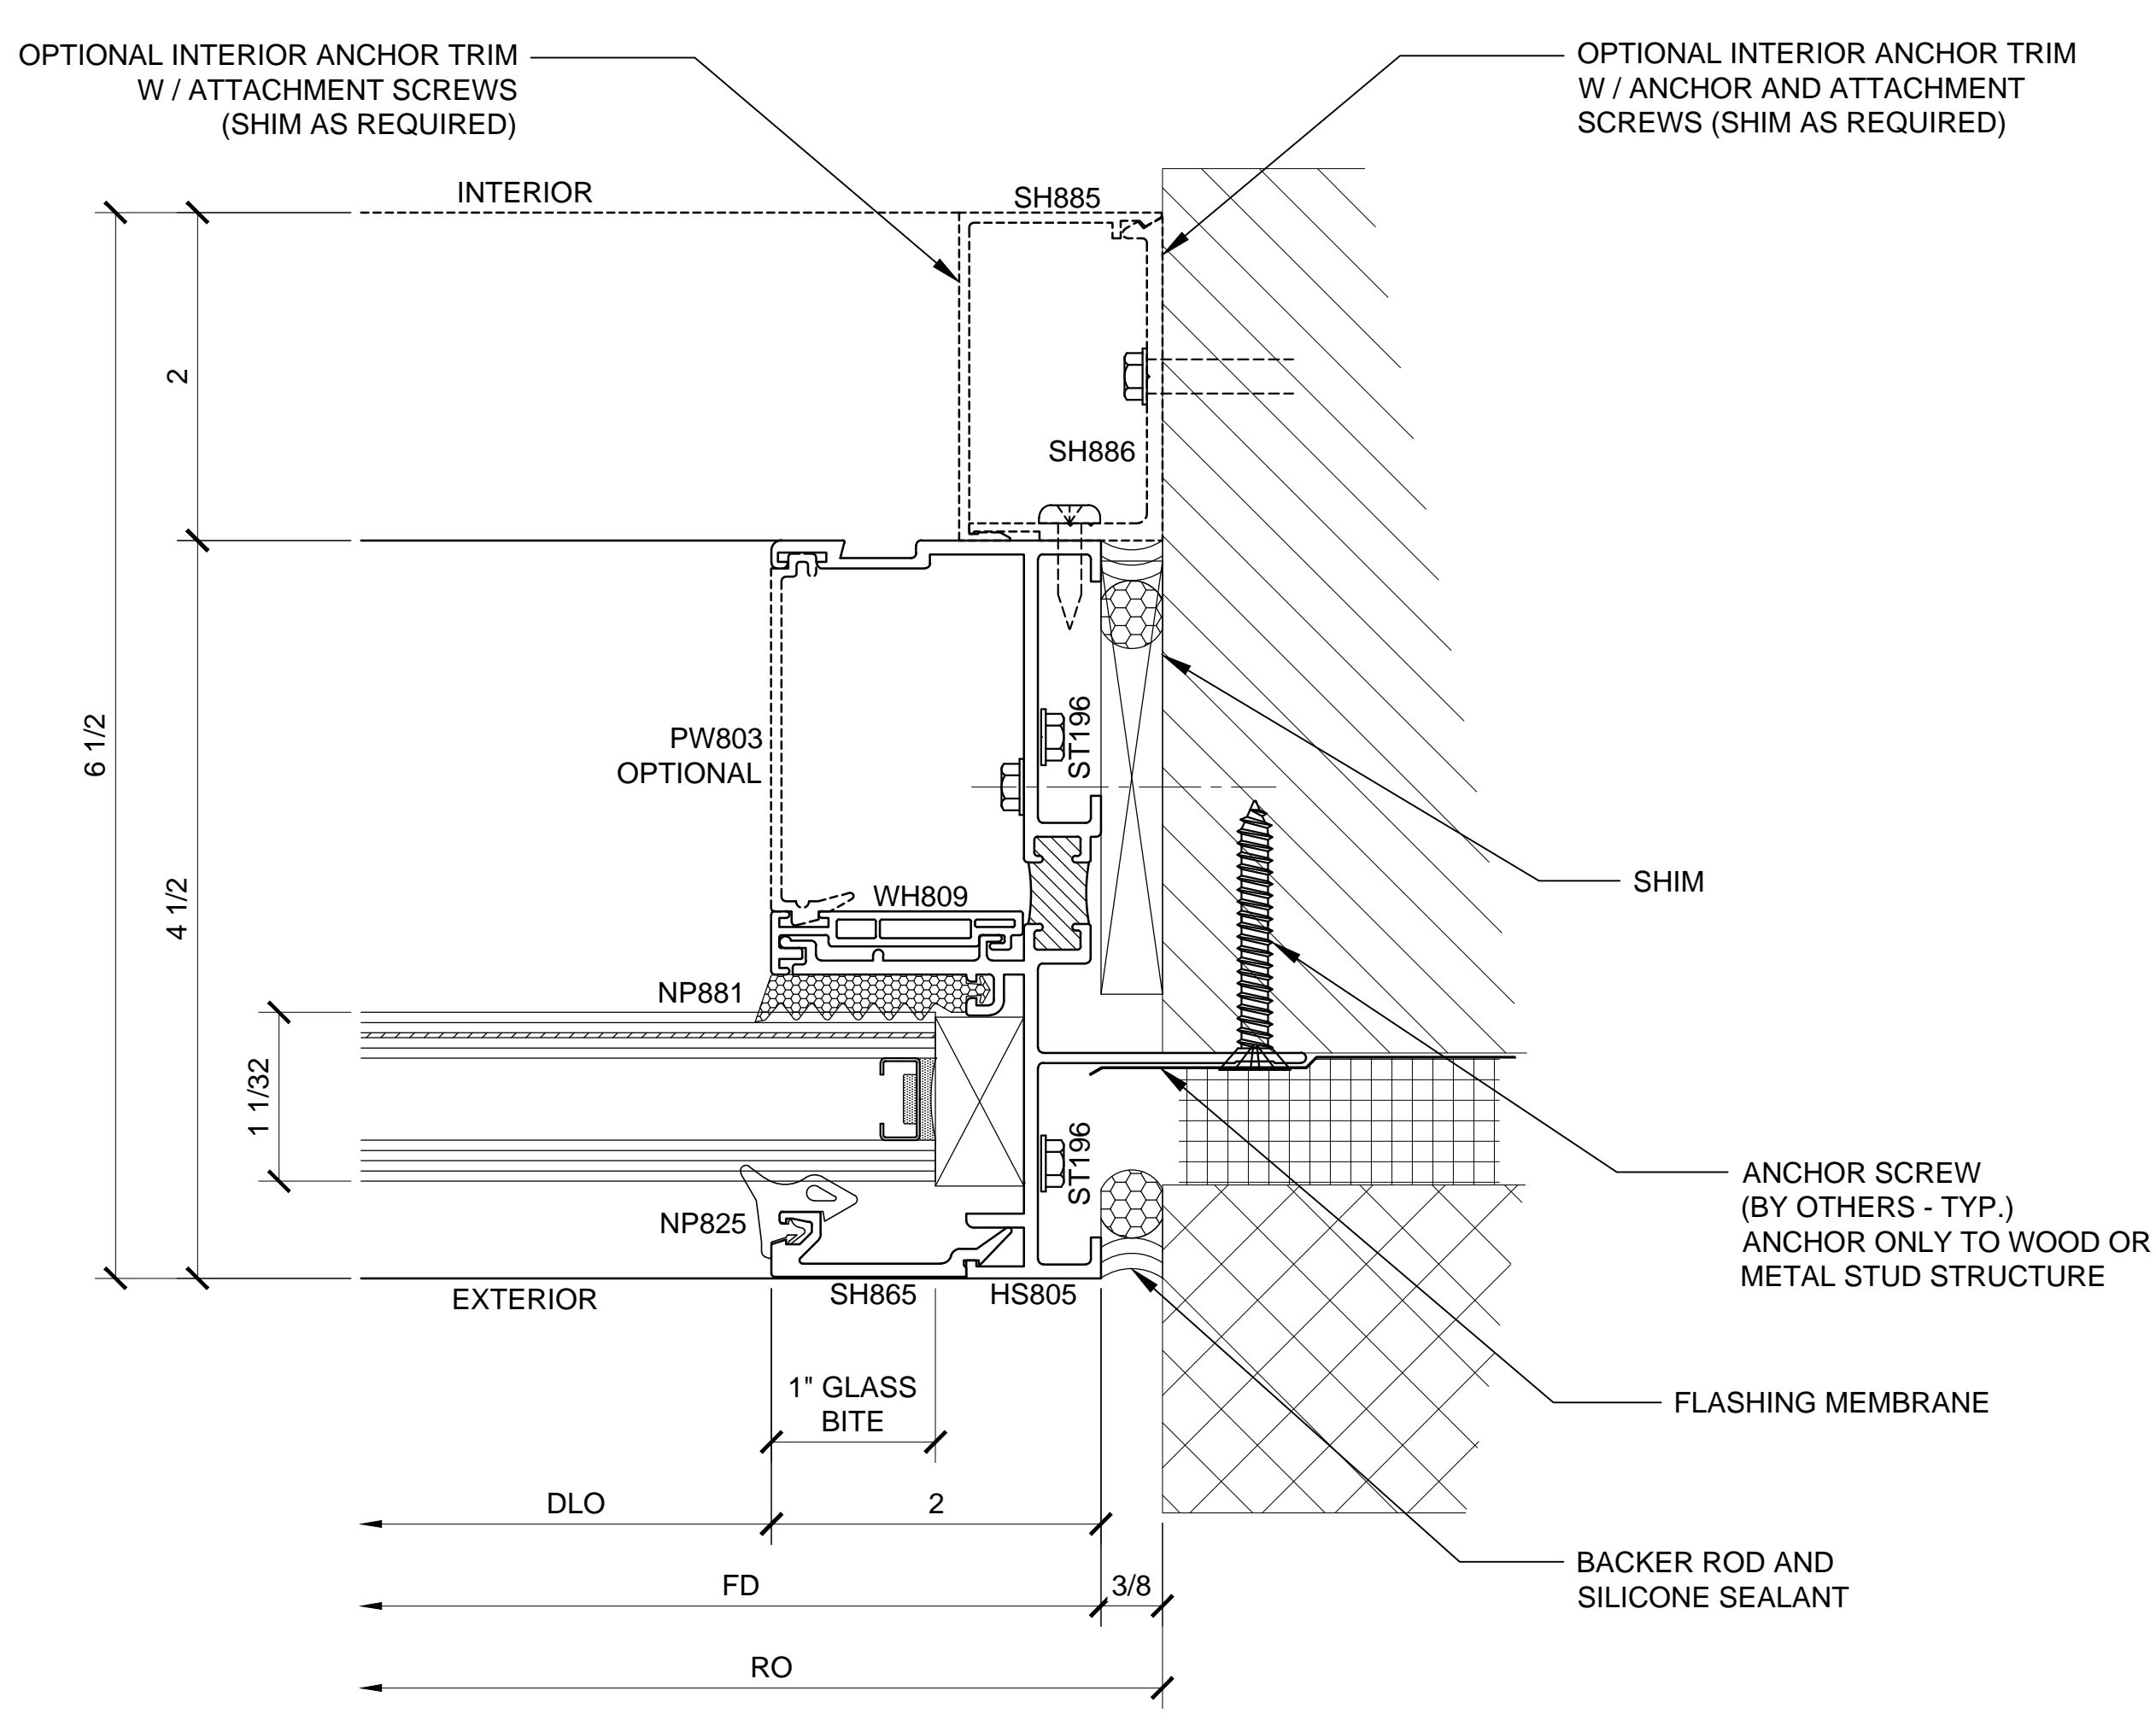 OPTIONAL INTERIOR ANCHOR TRIM
W / ATTACHMENT SCREWS
(SHIM AS REQUIRED)
OPTIONAL INTERIOR ANCHOR TRIM
W / ANCHOR AND ATTACHMENT
SCREWS (SHIM AS REQUIRED)
INTERIOR
SH885
2
SH886
6 1/2
4 1/2
PW803
OPTIONAL
ST196
WH809
SHIM
NP881
1 1/32
ST196
NP825
ANCHOR SCREW
(BY OTHERS - TYP.)
ANCHOR ONLY TO WOOD OR
METAL STUD STRUCTURE
EXTERIOR
SH865
HS805
1" GLASS
BITE
FLASHING MEMBRANE
DLO
2
FD
3/8
BACKER ROD AND
SILICONE SEALANT
RO